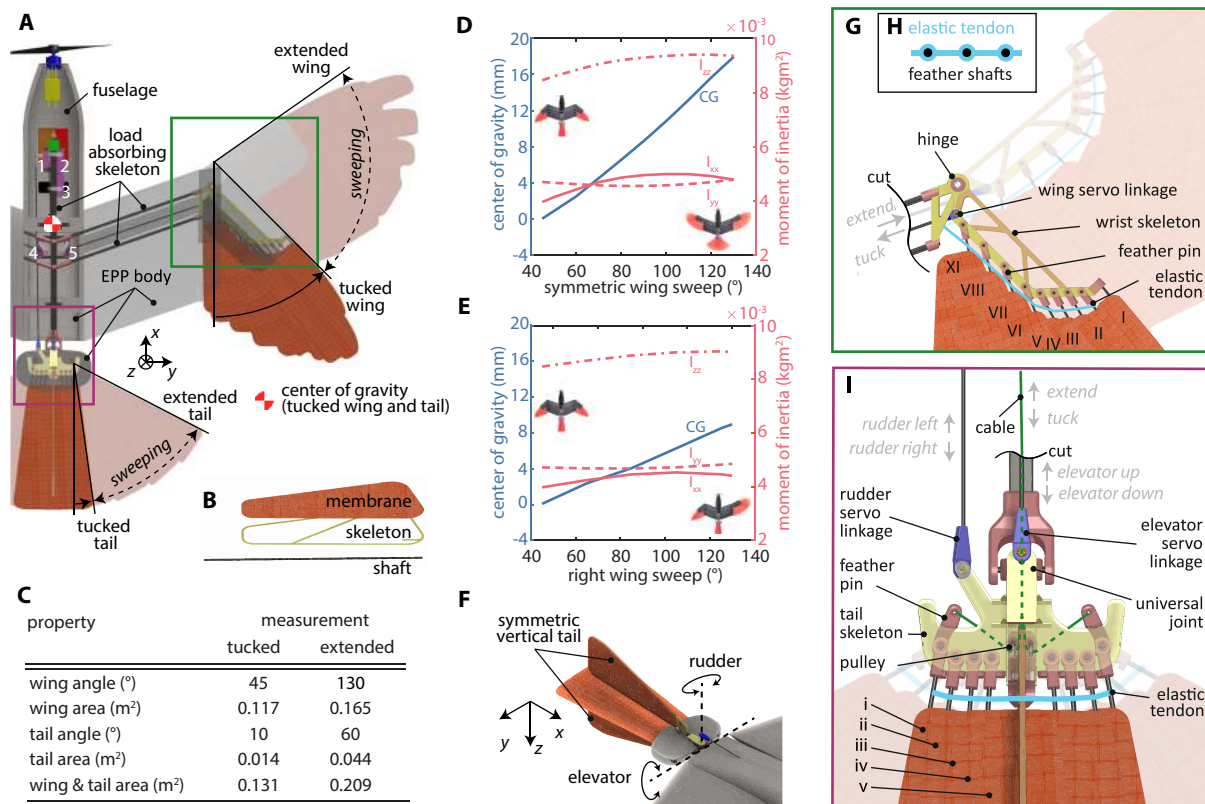 A
extended
wing
fuselage
load
absorbing
skeleton
1
2
3
4
5
sweeping
tucked
wing
EPP body
x
z
y
center of gravity
(tucked wing and tail)
extended
tail
sweeping
tucked
tail
B
membrane
skeleton
shaft
C
property
measurement
tucked
extended
wing angle (°) 45 130
wing area (m²) 0.117 0.165
tail angle (°) 10 60
tail area (m²) 0.014 0.044
wing & tail area (m²) 0.131 0.209
D
×10⁻³
center of gravity (mm)
20
16
12
8
4
0
-4
moment of inertia (kgm²)
10
8
6
4
2
Izz
CG
Ixx
Iyy
40 60 80 100 120 140
symmetric wing sweep (°)
E
×10⁻³
center of gravity (mm)
20
16
12
8
4
0
-4
moment of inertia (kgm²)
10
8
6
4
2
Izz
CG
Iyy
Ixx
40 60 80 100 120 140
right wing sweep (°)
F
symmetric
vertical tail
rudder
x
y
z
elevator
G
H
elastic tendon
feather shafts
hinge
cut
extend
tuck
wing servo linkage
wrist skeleton
feather pin
elastic
tendon
XI
VIII
VII
VI
V
IV
III
II
I
I
extend
tuck
cable
rudder left
rudder right
cut
elevator up
elevator down
rudder
servo
linkage
elevator
servo
linkage
feather
pin
tail
skeleton
universal
joint
pulley
elastic
tendon
i
ii
iii
iv
v